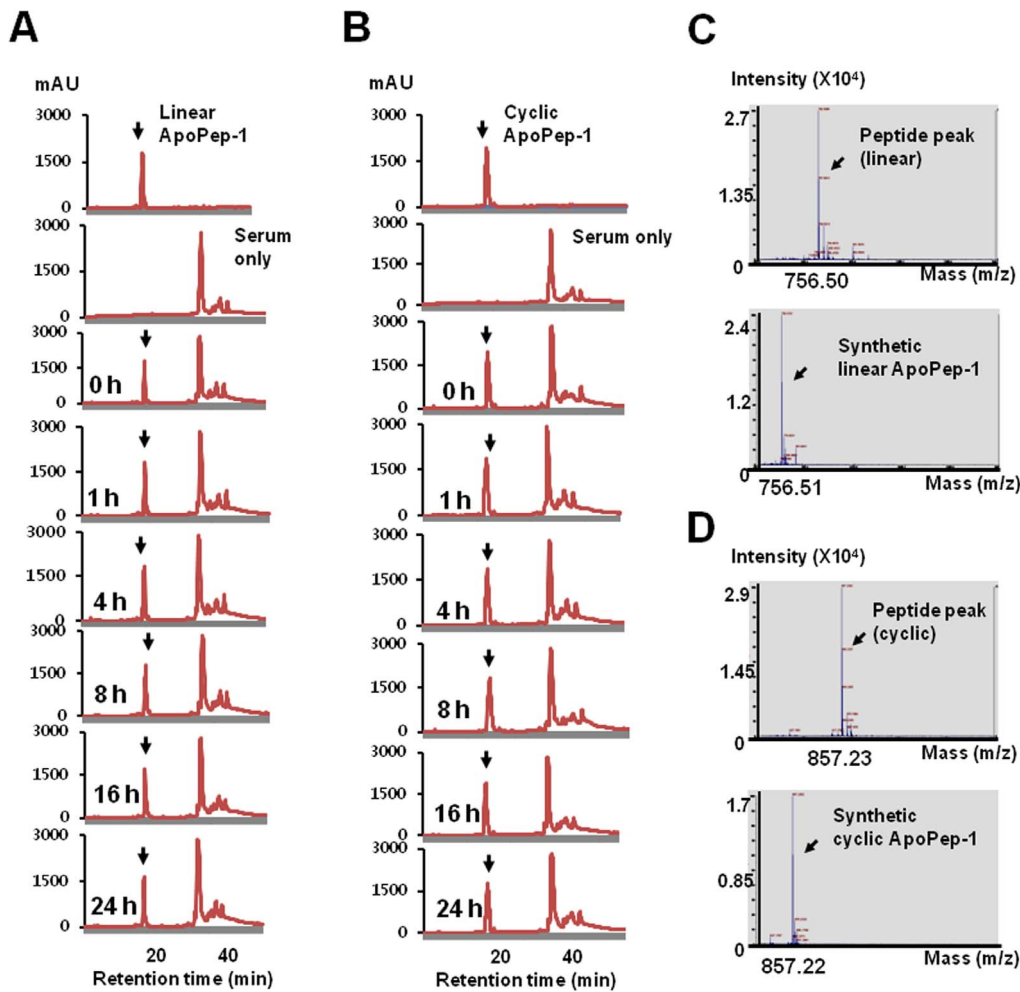 A
mAU
3000
1500
0
Linear
ApoPep-1
3000
1500
0
Serum
only
3000
1500
0
0 h
3000
1500
0
1 h
3000
1500
0
4 h
3000
1500
0
8 h
3000
1500
0
16 h
3000
1500
0
24 h
20 40
Retention time (min)
B
mAU
3000
1500
0
Cyclic
ApoPep-1
3000
1500
0
Serum only
3000
1500
0
0 h
3000
1500
0
1 h
3000
1500
0
4 h
3000
1500
0
8 h
3000
1500
0
16 h
3000
1500
0
24 h
20 40
Retention time (min)
C
Intensity (X10⁴)
2.7
1.35
0
Peptide peak
(linear)
Mass (m/z)
756.50
2.4
1.2
0
Synthetic
linear ApoPep-1
Mass (m/z)
756.51
D
Intensity (X10⁴)
2.9
1.45
0
Peptide peak
(cyclic)
Mass (m/z)
857.23
1.7
0.85
0
Synthetic
cyclic ApoPep-1
Mass (m/z)
857.22